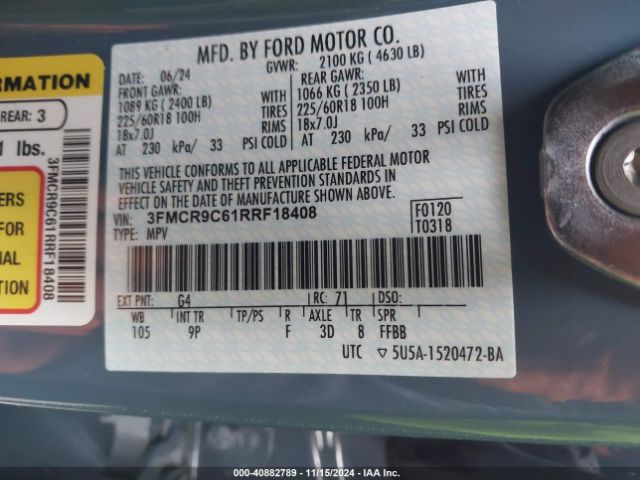 MFD. BY FORD MOTOR CO.
DATE: 06/24
GVWR: 2100 KG ( 4630 LB)
FRONT GAWR:
1089 KG ( 2400 LB)
225/60R18 100H
18x7.0J
AT 230 kPa/ 33
WITH
TIRES
RIMS
PSI COLD
REAR GAWR:
1066 KG ( 2350 LB)
225/60R18 100H
18x7.0J
AT 230 kPa/ 33
WITH
TIRES
RIMS
PSI COLD
THIS VEHICLE CONFORMS TO ALL APPLICABLE FEDERAL MOTOR
VEHICLE SAFETY AND THEFT PREVENTION STANDARDS IN
EFFECT ON THE DATE OF MANUFACTURE SHOWN ABOVE.
VIN: 3FMCR9C61RRF18408
TYPE: MPV
F0120
T0318
EXT PNT: G4 RC: 71 DSO:
WB INT TR TP/PS R AXLE TR SPR
105 9P F 3D 8 FFBB
UTC ▽ 5U5A-1520472-BA
ORMATION
REAR: 3
lbs.
3FMCR9C61RRF18408
ERS
FOR
NAL
ION
000-40882789 - 11/15/2024 - IAA Inc.